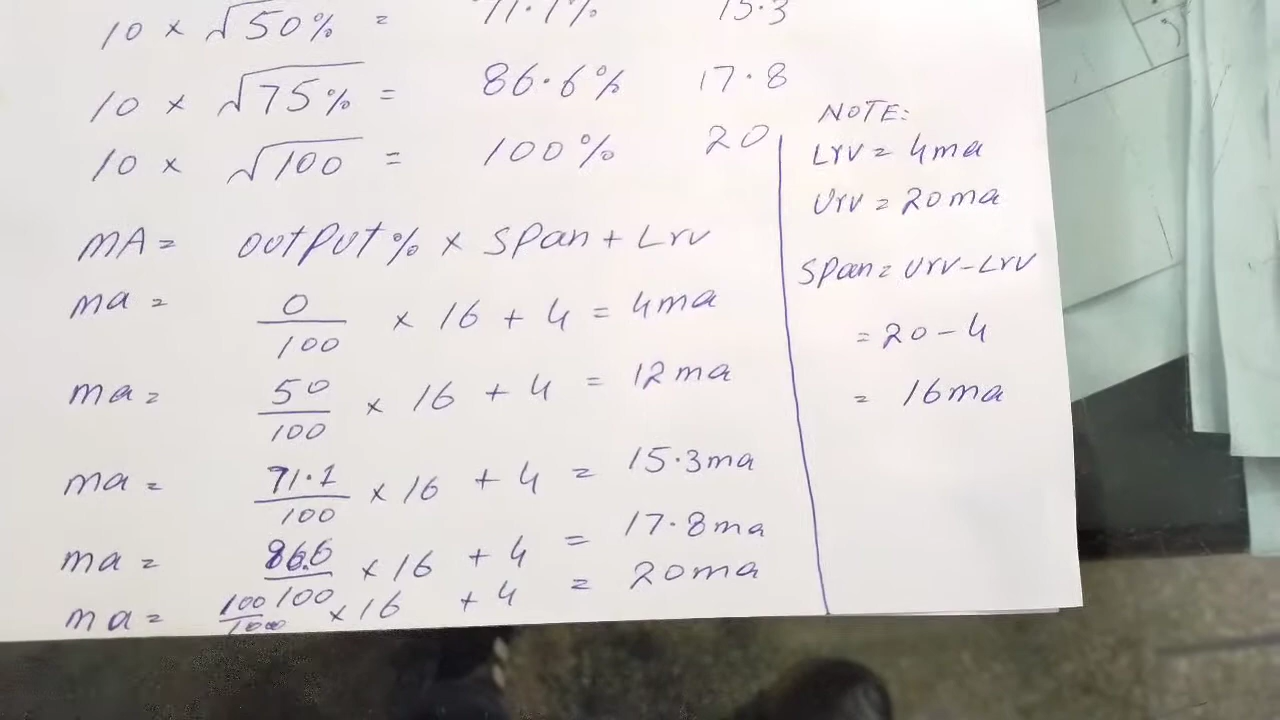 10 × √50% = 71.1% 15.3
10 × √75% = 86.6% 17.8
10 × √100 = 100% 20
MA = output% × span + Lrv
ma = 0/100 × 16 + 4 = 4ma
ma = 50/100 × 16 + 4 = 12ma
ma = 71.1/100 × 16 + 4 = 15.3ma
ma = 86.6/100 × 16 + 4 = 17.8ma
ma = 100/100 × 16 + 4 = 20ma
NOTE:
Lrv = 4ma
Urv = 20ma
Span = Urv - Lrv
= 20 - 4
= 16ma